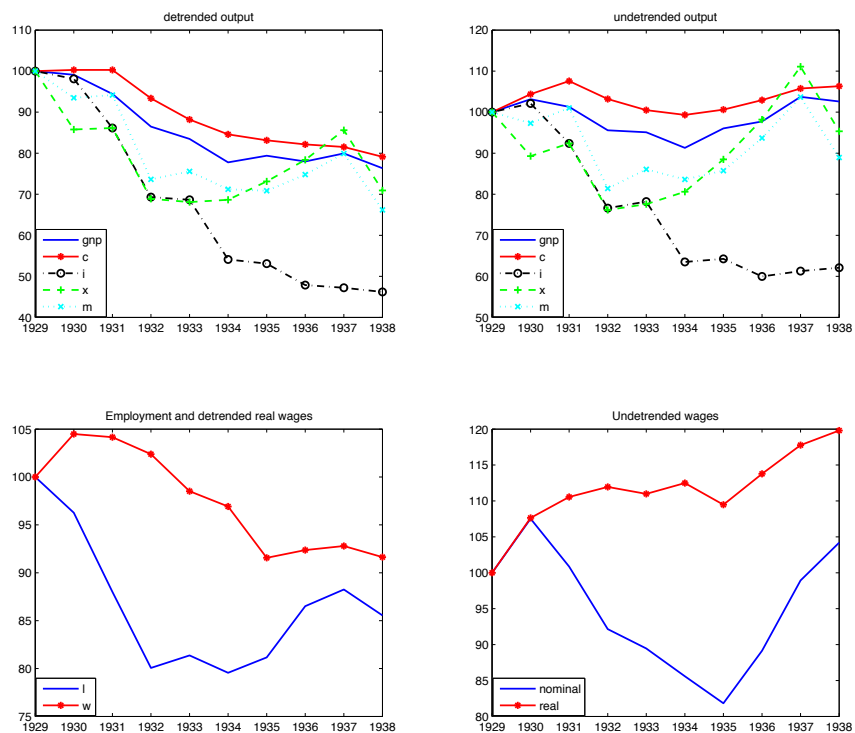 detrended output
110
100
90
80
70
60
50
40
gnp
c
i
x
m
1929 1930 1931 1932 1933 1934 1935 1936 1937 1938
undetrended output
120
110
100
90
80
70
60
50
gnp
c
i
x
m
1929 1930 1931 1932 1933 1934 1935 1936 1937 1938
Employment and detrended real wages
105
100
95
90
85
80
75
l
w
1929 1930 1931 1932 1933 1934 1935 1936 1937 1938
Undetrended wages
120
115
110
105
100
95
90
85
80
nominal
real
1929 1930 1931 1932 1933 1934 1935 1936 1937 1938